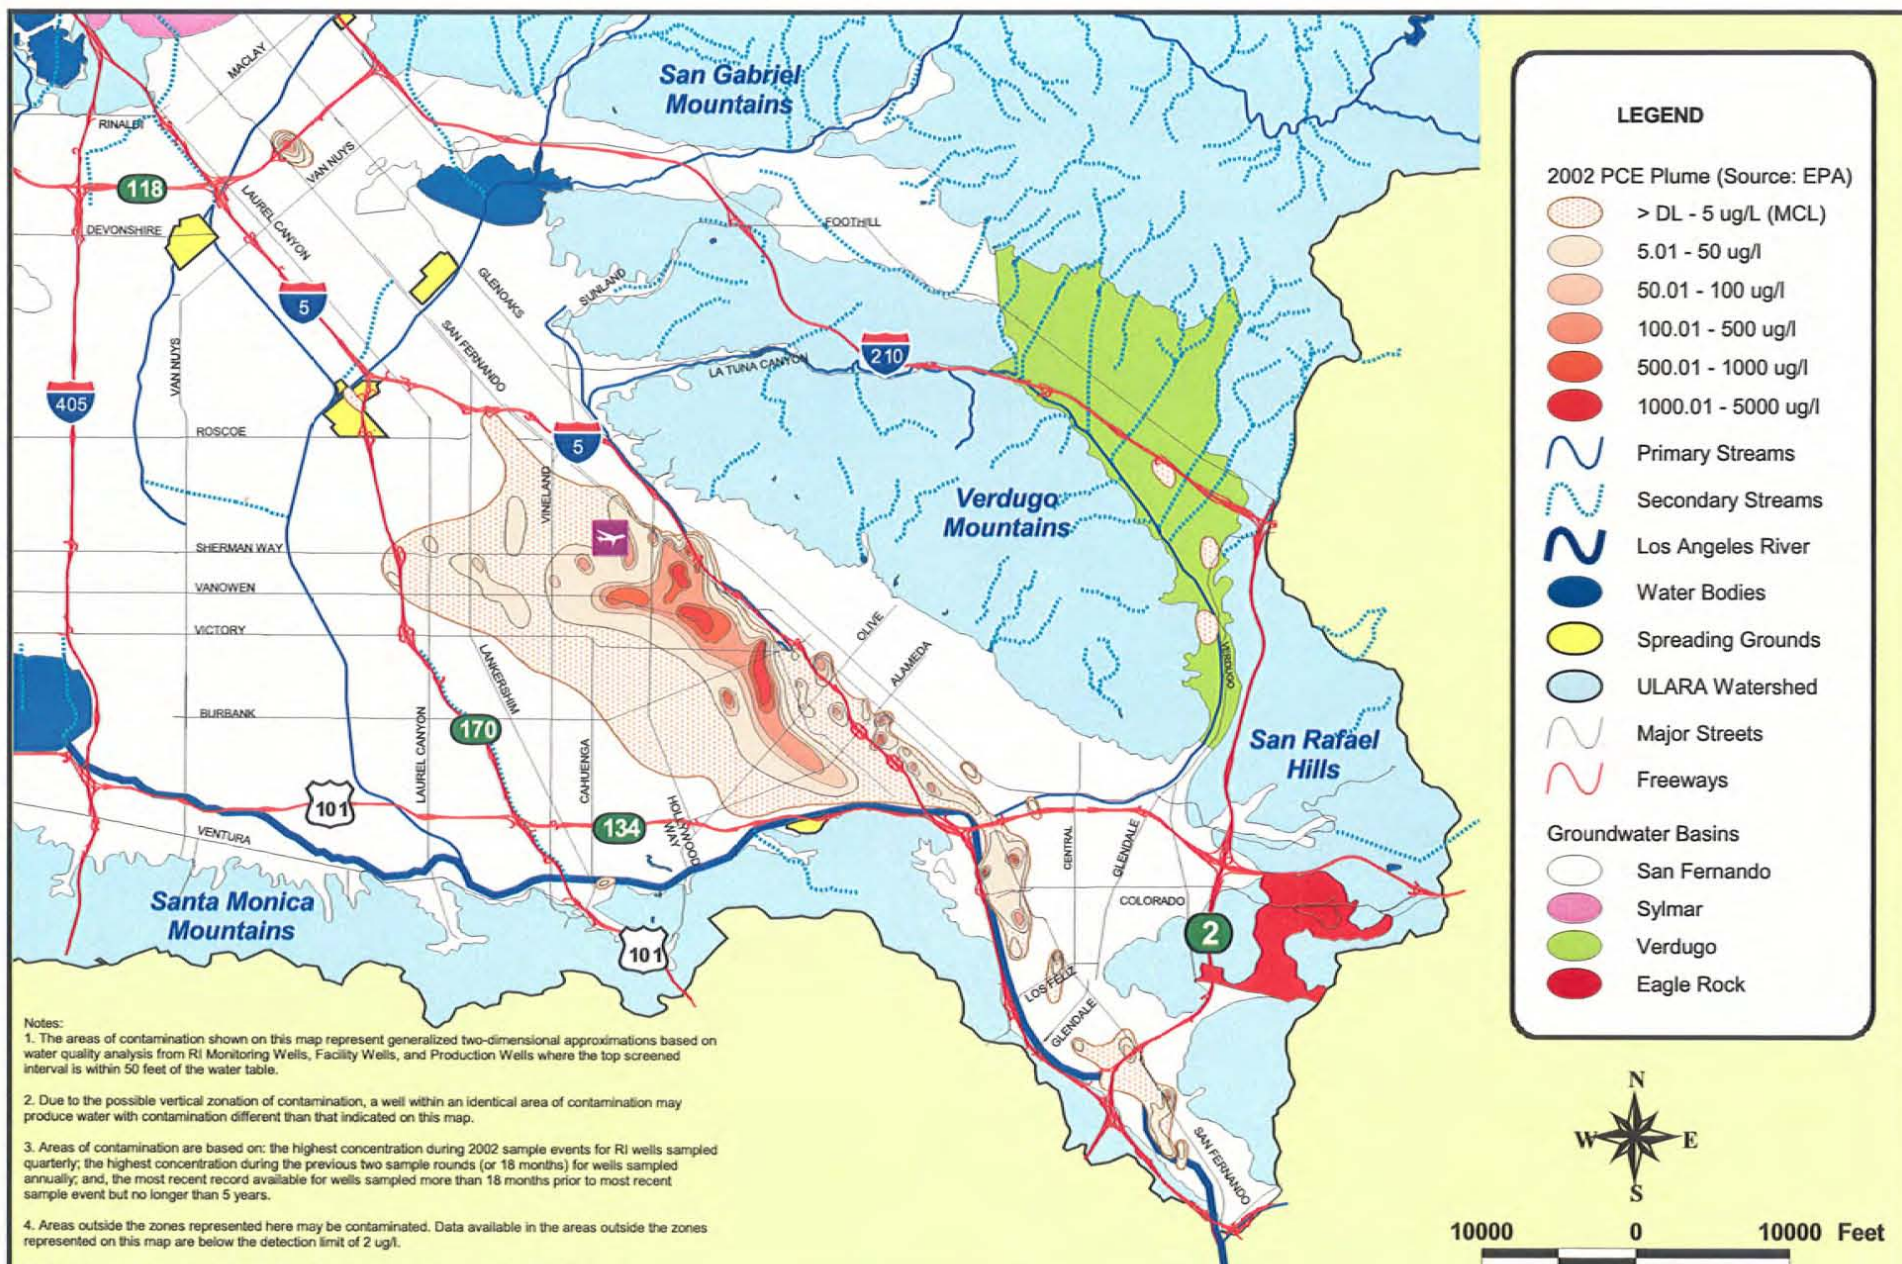 San Gabriel
Mountains
MACLAY
RINALDI
VAN NUYS
118
LAUREL CANYON
DEVONSHIRE
FOOTHILL
GLENOAKS
SUNLAND
5
SAN FERNANDO
VAN NUYS
LA TUNA CANYON
210
405
ROSCOE
5
VINELAND
Verdugo
Mountains
SHERMAN WAY
VANOWEN
VICTORY
OLIVE
ALAMEDA
VERDUGO
LANKERSHIM
BURBANK
LAUREL CANYON
170
CAHUENGA
San Rafael
Hills
101
134
HOLLYWOOD
WAY
VENTURA
CENTRAL
GLENDALE
COLORADO
2
Santa Monica
Mountains
101
LOS FELIZ
GLENDALE
SAN FERNANDO
Notes:
1. The areas of contamination shown on this map represent generalized two-dimensional approximations based on
water quality analysis from RI Monitoring Wells, Facility Wells, and Production Wells where the top screened
interval is within 50 feet of the water table.
2. Due to the possible vertical zonation of contamination, a well within an identical area of contamination may
produce water with contamination different than that indicated on this map.
3. Areas of contamination are based on: the highest concentration during 2002 sample events for RI wells sampled
quarterly; the highest concentration during the previous two sample rounds (or 18 months) for wells sampled
annually; and, the most recent record available for wells sampled more than 18 months prior to most recent
sample event but no longer than 5 years.
4. Areas outside the zones represented here may be contaminated. Data available in the areas outside the zones
represented on this map are below the detection limit of 2 ug/l.
LEGEND
2002 PCE Plume (Source: EPA)
> DL - 5 ug/L (MCL)
5.01 - 50 ug/l
50.01 - 100 ug/l
100.01 - 500 ug/l
500.01 - 1000 ug/l
1000.01 - 5000 ug/l
Primary Streams
Secondary Streams
Los Angeles River
Water Bodies
Spreading Grounds
ULARA Watershed
Major Streets
Freeways
Groundwater Basins
San Fernando
Sylmar
Verdugo
Eagle Rock
N
W E
S
10000 0 10000 Feet